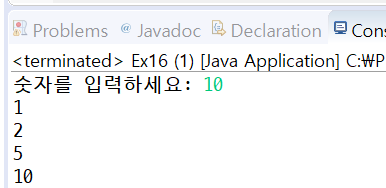 Problems @ Javadoc Declaration Con
<terminated> Ex16 (1) [Java Application] C:₩P
숫자를 입력하세요: 10
1
2
5
10